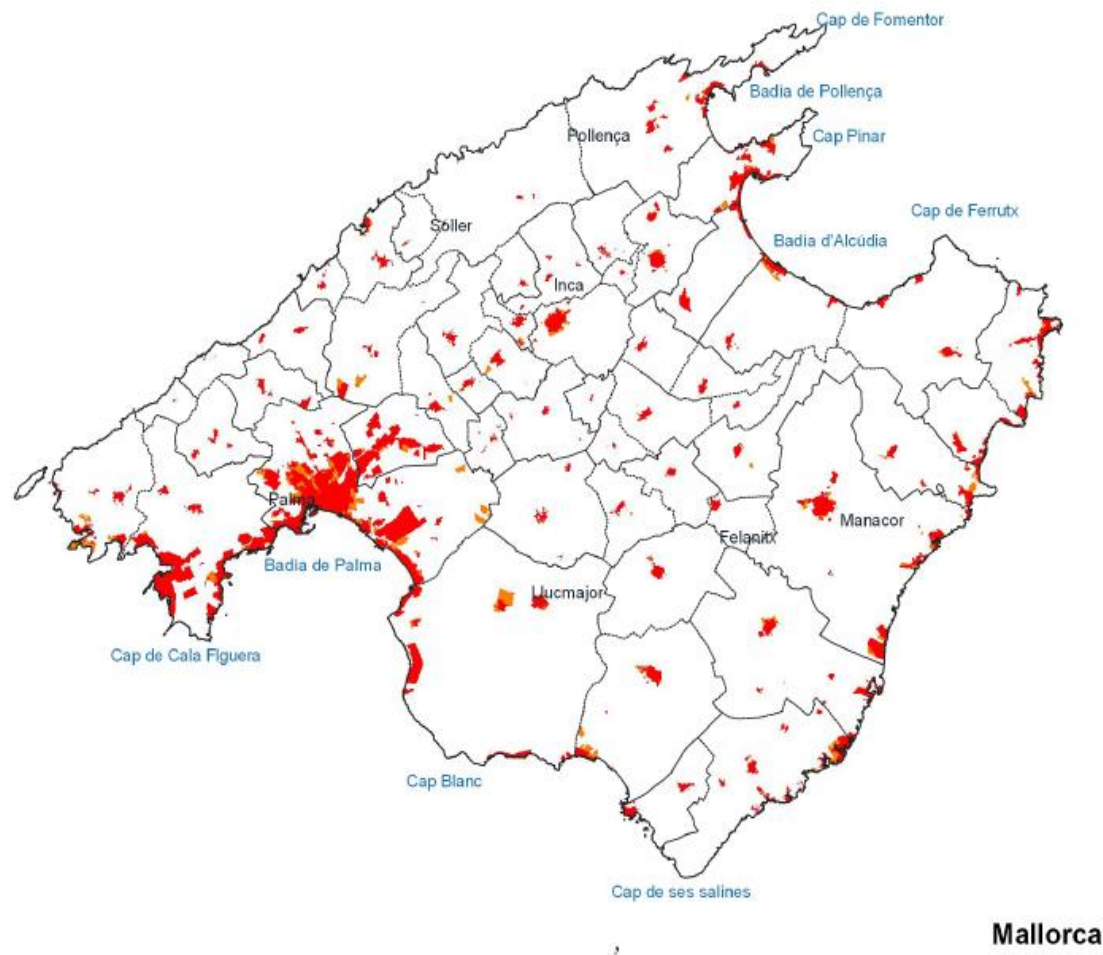 Cap de Fomentor
Badia de Pollença
Pollença
Cap Pinar
Cap de Ferrutx
Sóller
Badia d'Alcúdia
Inca
Palma
Manacor
Felanitx
Badia de Palma
Llucmajor
Cap de Cala FIguera
Cap Blanc
Cap de ses salines
Mallorca
,